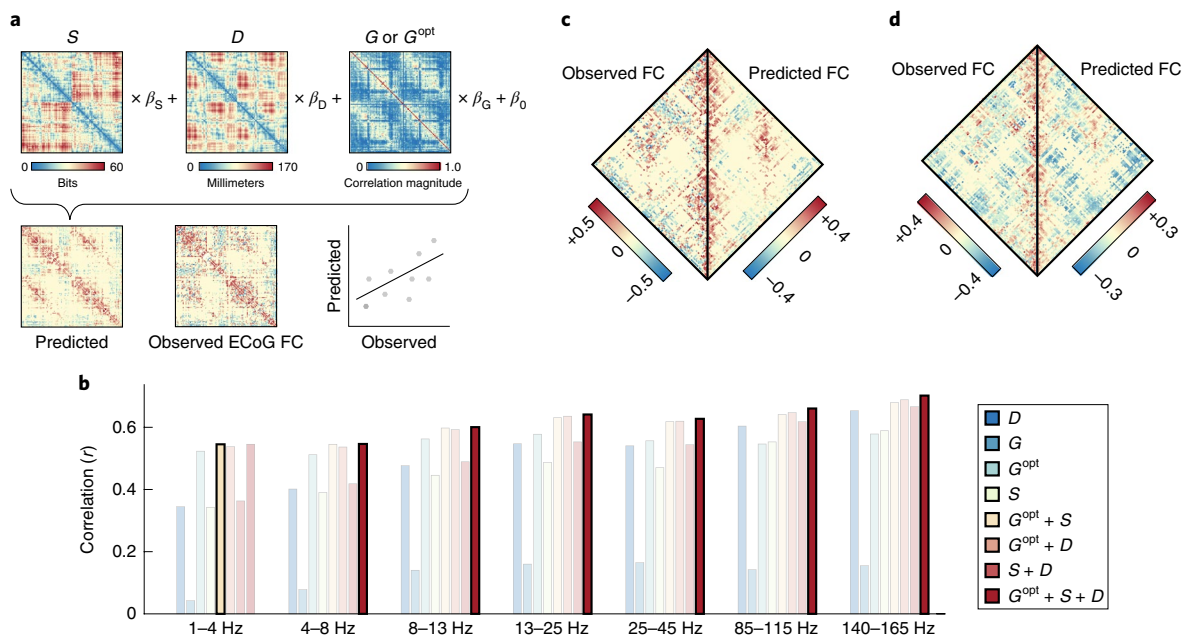 a
S
D
G or G^opt
× β_S +
× β_D +
× β_G + β_0
0 60
Bits
0 170
Millimeters
0 1.0
Correlation magnitude
Predicted
Observed ECoG FC
Predicted
Observed
c
Observed FC
Predicted FC
+0.5
0
−0.5
+0.4
0
−0.4
d
Observed FC
Predicted FC
+0.4
0
−0.4
+0.3
0
−0.3
b
Correlation (r)
0.6
0.4
0.2
0
1–4 Hz
4–8 Hz
8–13 Hz
13–25 Hz
25–45 Hz
85–115 Hz
140–165 Hz
D
G
G^opt
S
G^opt + S
G^opt + D
S + D
G^opt + S + D